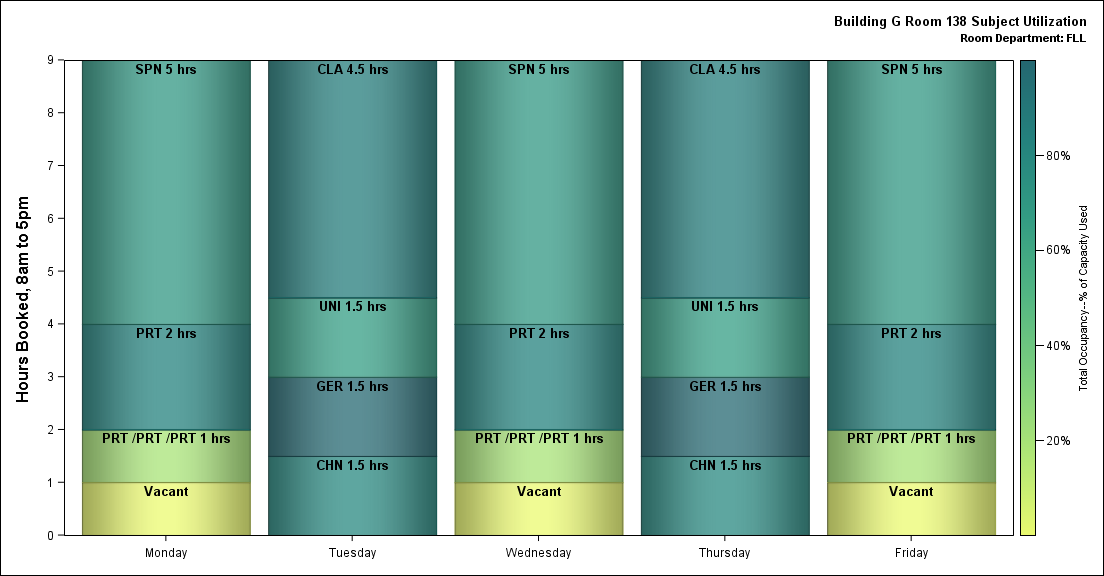 Building G Room 138 Subject Utilization
Room Department: FLL
Hours Booked, 8am to 5pm
9
8
7
6
5
4
3
2
1
0
SPN 5 hrs
PRT 2 hrs
PRT /PRT /PRT 1 hrs
Vacant
CLA 4.5 hrs
UNI 1.5 hrs
GER 1.5 hrs
CHN 1.5 hrs
SPN 5 hrs
PRT 2 hrs
PRT /PRT /PRT 1 hrs
Vacant
CLA 4.5 hrs
UNI 1.5 hrs
GER 1.5 hrs
CHN 1.5 hrs
SPN 5 hrs
PRT 2 hrs
PRT /PRT /PRT 1 hrs
Vacant
Monday
Tuesday
Wednesday
Thursday
Friday
80%
60%
40%
20%
Total Occupancy--% of Capacity Used